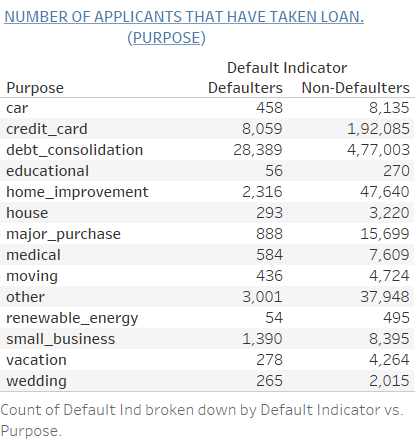 NUMBER OF APPLICANTS THAT HAVE TAKEN LOAN.
(PURPOSE)
Default Indicator
Purpose Defaulters Non-Defaulters
car 458 8,135
credit_card 8,059 1,92,085
debt_consolidation 28,389 4,77,003
educational 56 270
home_improvement 2,316 47,640
house 293 3,220
major_purchase 888 15,699
medical 584 7,609
moving 436 4,724
other 3,001 37,948
renewable_energy 54 495
small_business 1,390 8,395
vacation 278 4,264
wedding 265 2,015
Count of Default Ind broken down by Default Indicator vs.
Purpose.